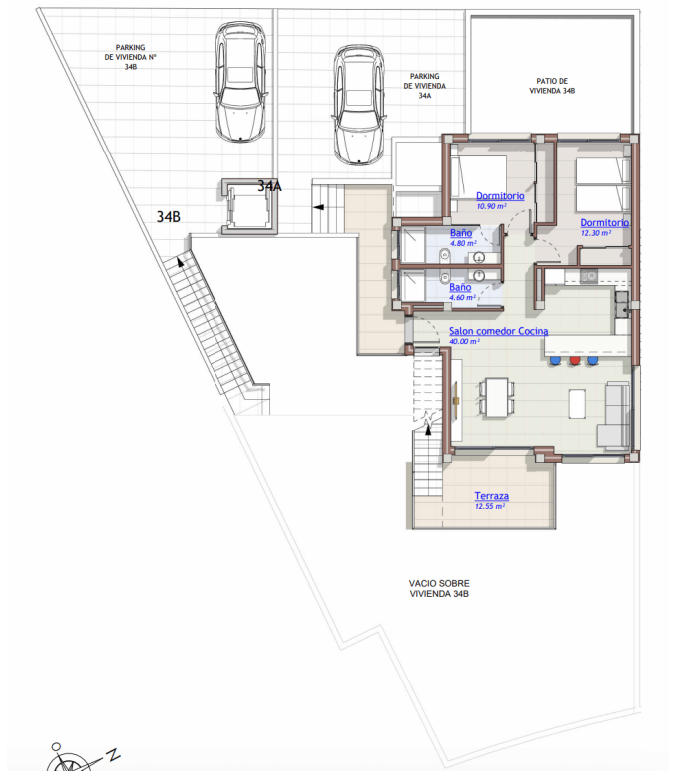 PARKING
DE VIVIENDA Nº
34B
PARKING
DE VIVIENDA
34A
PATIO DE
VIVIENDA 34B
34A
34B
Dormitorio
10.90 m²
Dormitorio
12.30 m²
Baño
4.80 m²
Baño
4.60 m²
Salon comedor Cocina
40.00 m²
Terraza
12.55 m²
VACIO SOBRE
VIVIENDA 34B
O
N